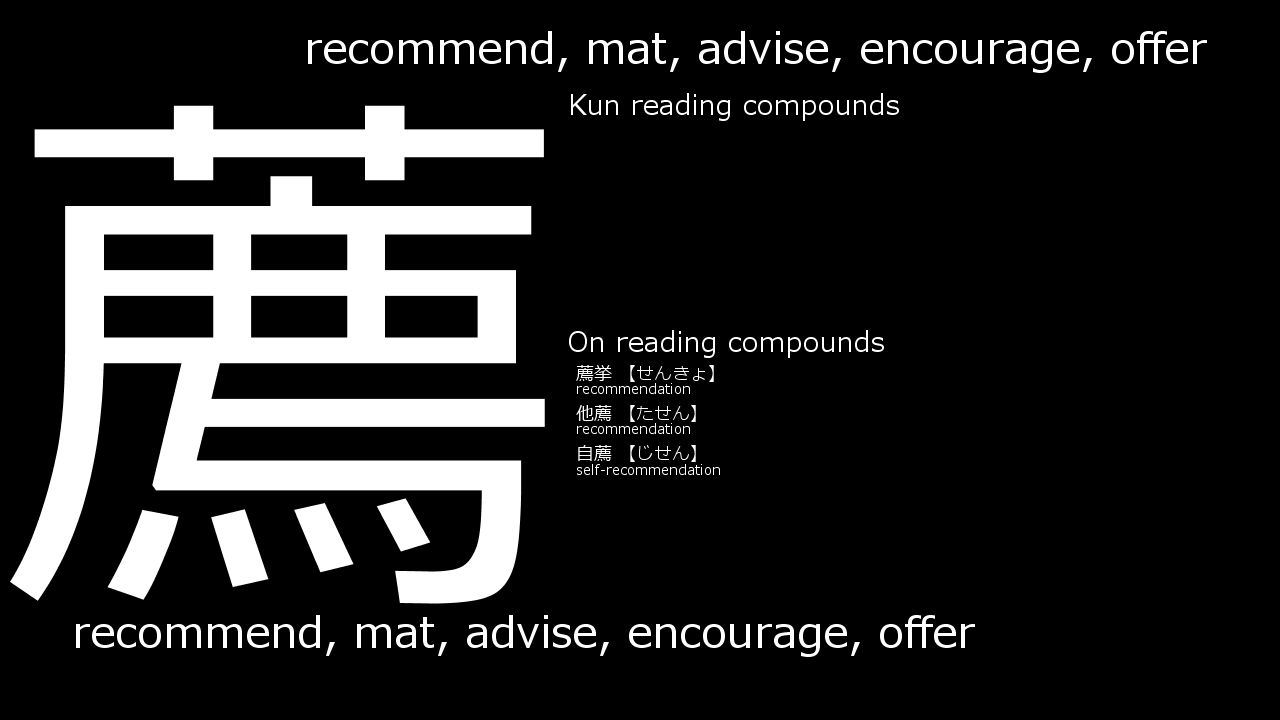 recommend, mat, advise, encourage, offer
薦
Kun reading compounds
On reading compounds
薦挙 【せんきょ】
recommendation
他薦 【たせん】
recommendation
自薦 【じせん】
self-recommendation
recommend, mat, advise, encourage, offer